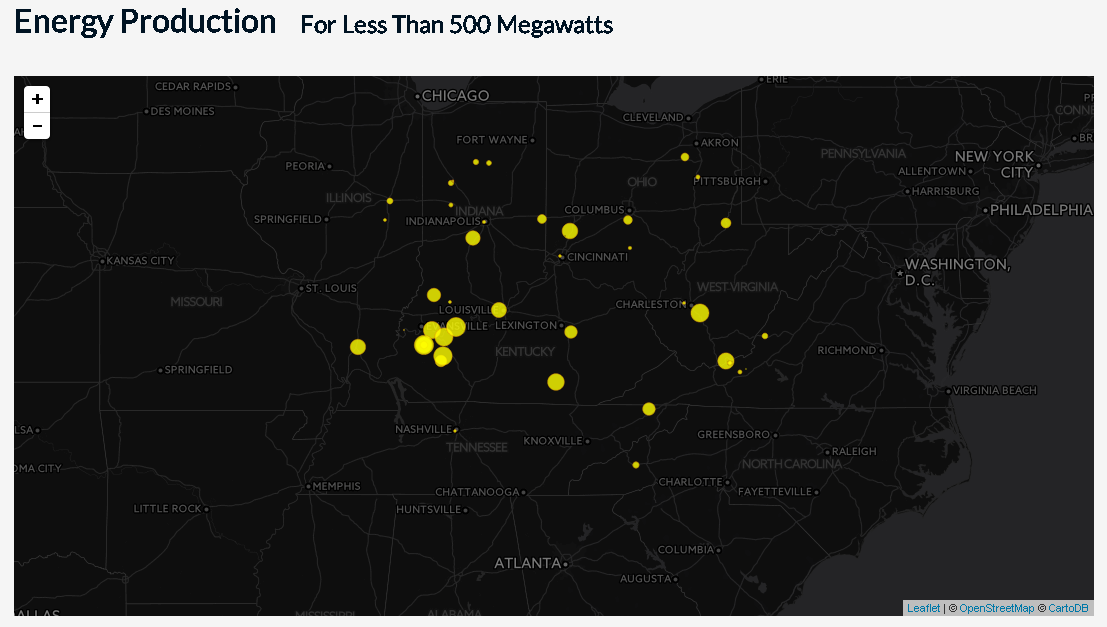 Energy Production For Less Than 500 Megawatts
ERIE
+
CEDAR RAPIDS
CHICAGO
DES MOINES
CLEVELAND
−
FORT WAYNE
AKRON
PENNSYLVANIA
NEW YORK
CITY
PEORIA
ALLENTOWN
OHIO
PITTSBURGH
HARRISBURG
ILLINOIS
INDIANA
COLUMBUS
PHILADELPHIA
SPRINGFIELD
INDIANAPOLIS
CINCINNATI
KANSAS CITY
WASHINGTON,
D.C.
ST. LOUIS
WEST VIRGINIA
MISSOURI
CHARLESTON
LOUISVILLE
LEXINGTON
KENTUCKY
RICHMOND
SPRINGFIELD
VIRGINIA BEACH
NASHVILLE
GREENSBORO
KNOXVILLE
TENNESSEE
RALEIGH
OMA CITY
NORTH CAROLINA
MEMPHIS
CHATTANOOGA
CHARLOTTE
FAYETTEVILLE
LITTLE ROCK
HUNTSVILLE
COLUMBIA
ATLANTA
AUGUSTA
MISSISSIPPI
ALABAMA
ALLAS
Leaflet | © OpenStreetMap © CartoDB